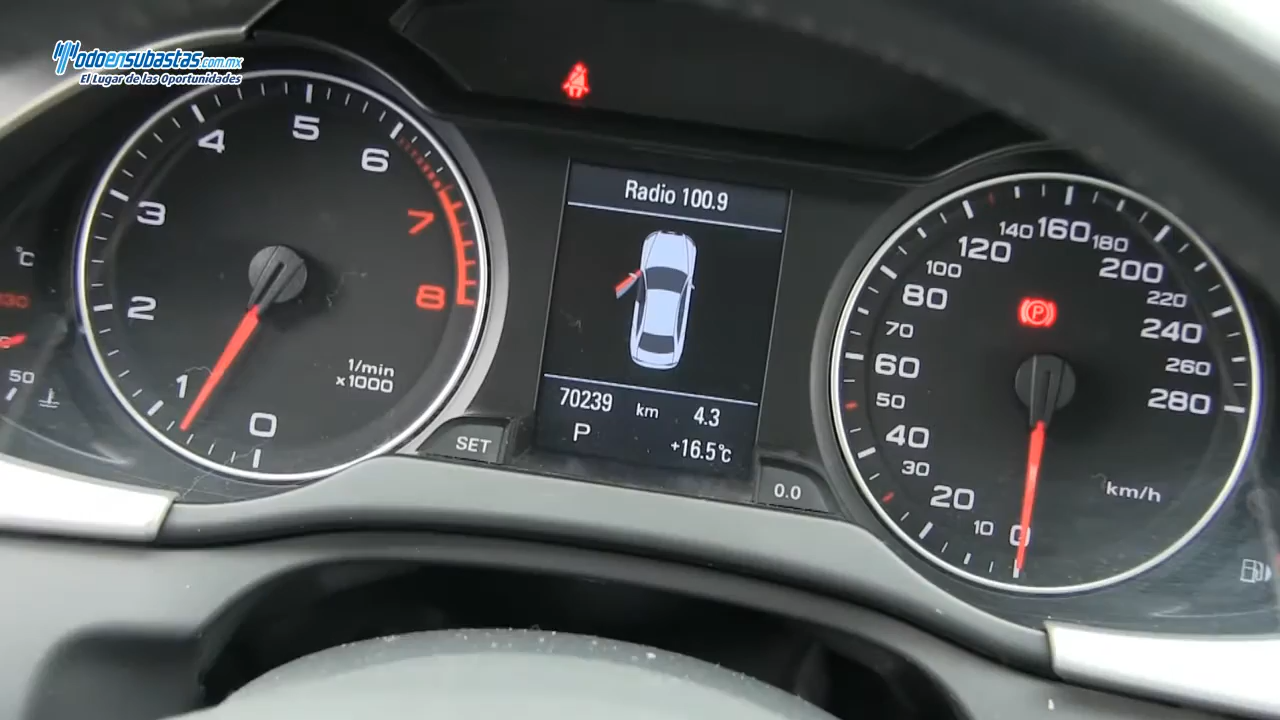 todoensubastas.com.mx
El Lugar de las Oportunidades
°C
130
50
0
1
2
3
4
5
6
7
8
1/min
x1000
SET
Radio 100.9
70239 km 4.3
P +16.5°C
0.0
0
10
20
30
40
50
60
70
80
100
120
140
160
180
200
220
240
260
280
(P)
km/h